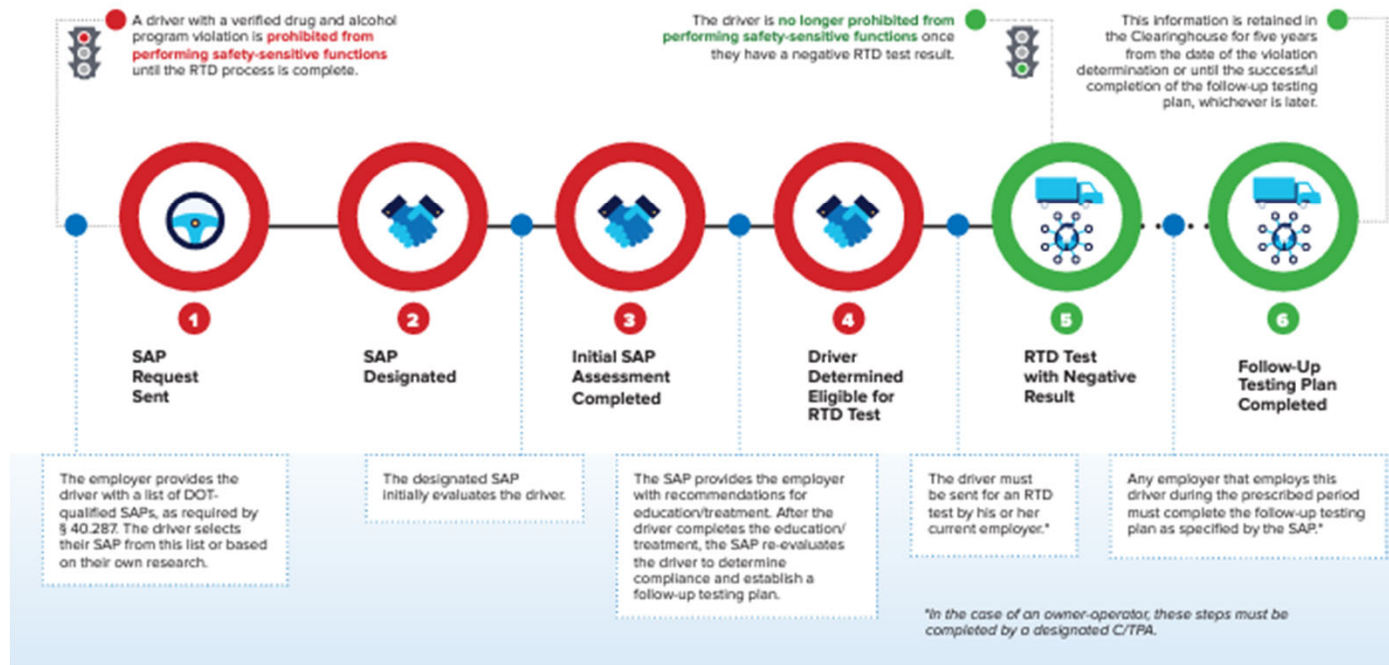 A driver with a verified drug and alcohol
program violation is prohibited from
performing safety-sensitive functions
until the RTD process is complete.
The driver is no longer prohibited from
performing safety-sensitive functions once
they have a negative RTD test result.
This information is retained in
the Clearinghouse for five years
from the date of the violation
determination or until the successful
completion of the follow-up testing
plan, whichever is later.
1
SAP
Request
Sent
2
SAP
Designated
3
Initial SAP
Assessment
Completed
4
Driver
Determined
Eligible for
RTD Test
5
RTD Test
with Negative
Result
6
Follow-Up
Testing Plan
Completed
The employer provides the
driver with a list of DOT-
qualified SAPs, as required by
§ 40.287. The driver selects
their SAP from this list or based
on their own research.
The designated SAP
initially evaluates the driver.
The SAP provides the employer
with recommendations for
education/treatment. After the
driver completes the education/
treatment, the SAP re-evaluates
the driver to determine
compliance and establish a
follow-up testing plan.
The driver must
be sent for an RTD
test by his or her
current employer.*
Any employer that employs this
driver during the prescribed period
must complete the follow-up testing
plan as specified by the SAP.*
*In the case of an owner-operator, these steps must be
completed by a designated C/TPA.